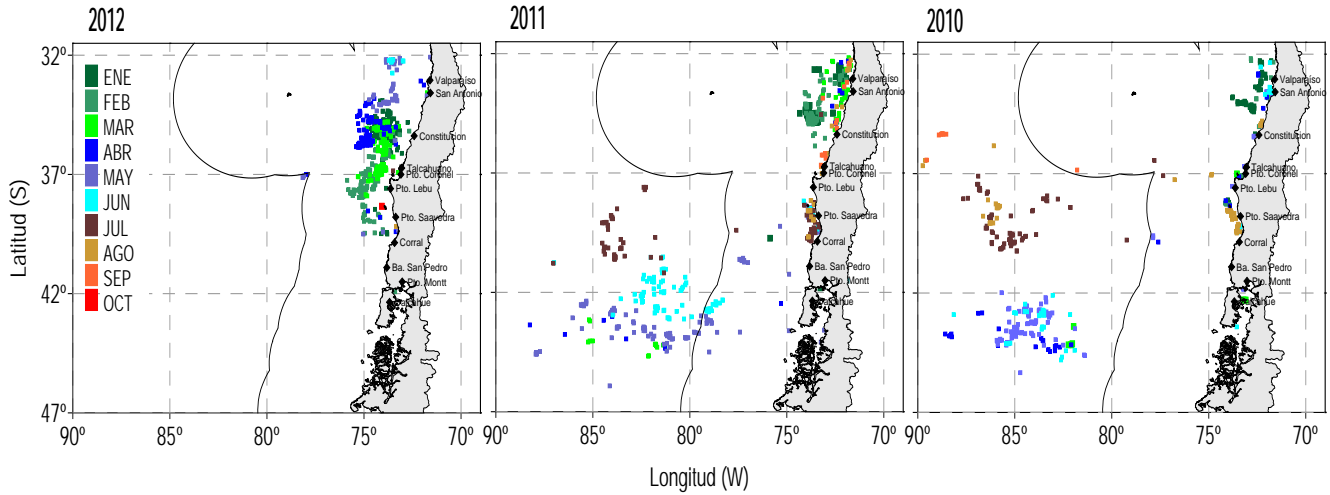 2012
2011
2010
32º
37º
42º
47º
Latitud (S)
ENE
FEB
MAR
ABR
MAY
JUN
JUL
AGO
SEP
OCT
Valparaíso
San Antonio
Constitucion
Talcahuano
Pto. Coronel
Pto. Lebu
Pto. Saavedra
Corral
Ba. San Pedro
Pto. Montt
Valparaíso
San Antonio
Constitucion
Talcahuano
Pto. Coronel
Pto. Lebu
Pto. Saavedra
Corral
Ba. San Pedro
Pto. Montt
Valparaíso
San Antonio
Constitucion
Talcahuano
Pto. Coronel
Pto. Lebu
Pto. Saavedra
Corral
Ba. San Pedro
Pto. Montt
90º 85º 80º 75º 70º
90º 85º 80º 75º 70º
90º 85º 80º 75º 70º
Longitud (W)